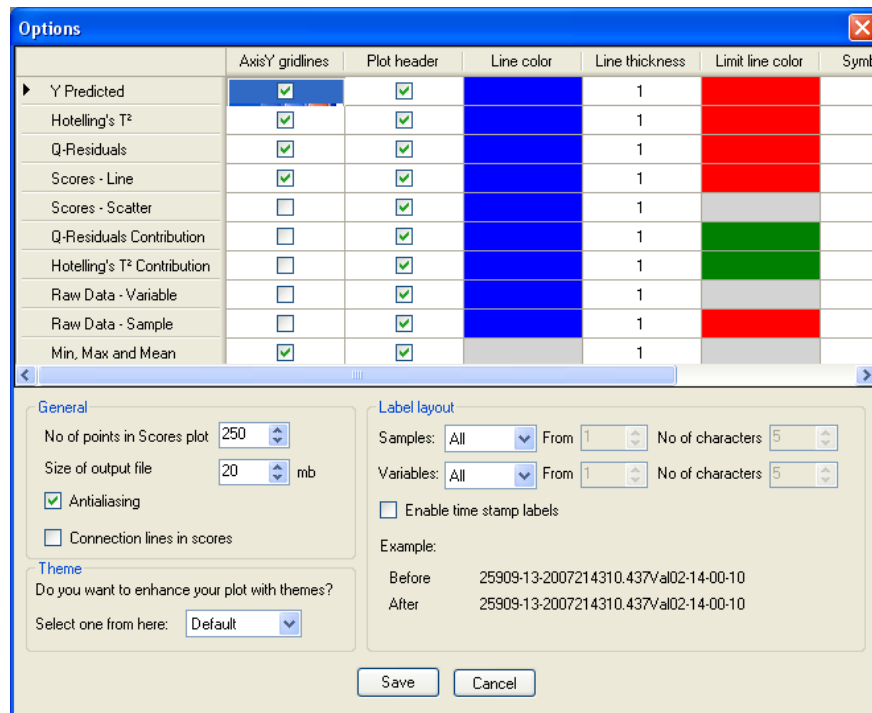 Options
AxisY gridlines Plot header Line color Line thickness Limit line color Symb
Y Predicted 1
Hotelling's T² 1
Q-Residuals 1
Scores - Line 1
Scores - Scatter 1
Q-Residuals Contribution 1
Hotelling's T² Contribution 1
Raw Data - Variable 1
Raw Data - Sample 1
Min, Max and Mean 1
General
No of points in Scores plot 250
Size of output file 20 mb
Antialiasing
Connection lines in scores
Theme
Do you want to enhance your plot with themes?
Select one from here: Default
Label layout
Samples: All From 1 No of characters 5
Variables: All From 1 No of characters 5
Enable time stamp labels
Example:
Before 25909-13-2007214310.437Val02-14-00-10
After 25909-13-2007214310.437Val02-14-00-10
Save Cancel